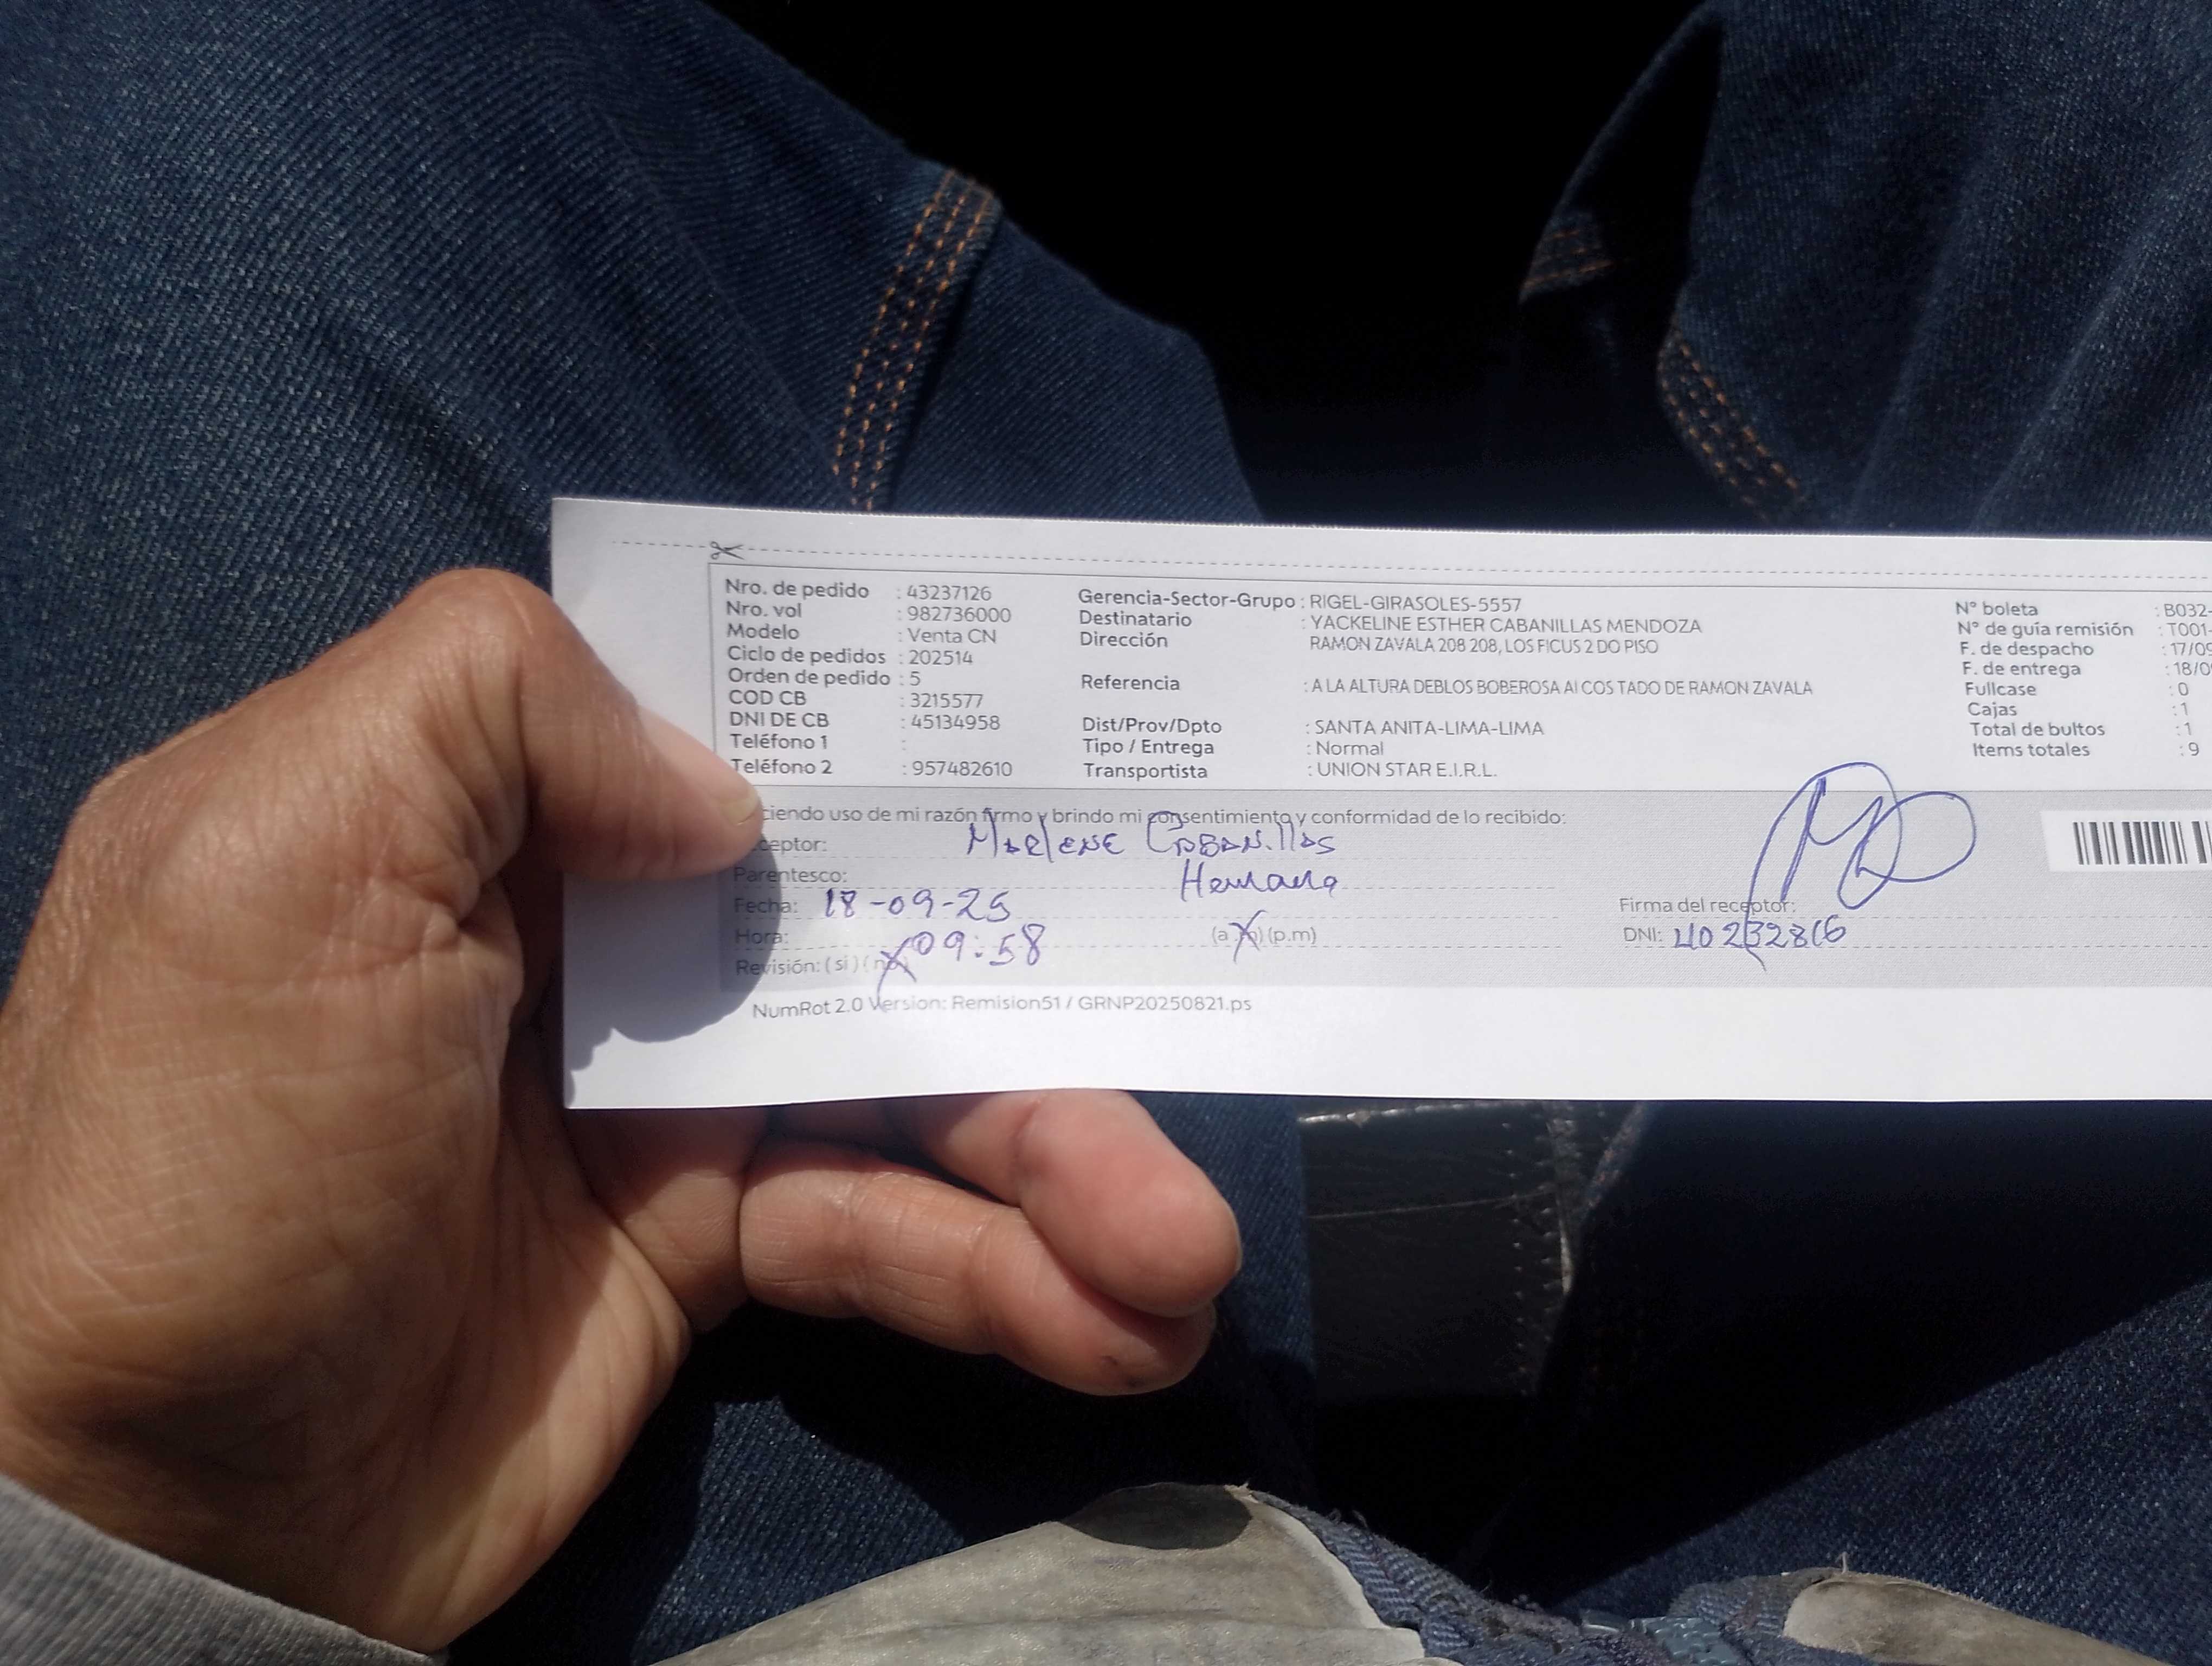 Nro. de pedido : 43237126
Nro. vol : 982736000
Modelo : Venta CN
Ciclo de pedidos : 202514
Orden de pedido : 5
COD CB : 3215577
DNI DE CB : 45134958
Teléfono 1 :
Teléfono 2 : 957482610
Gerencia-Sector-Grupo : RIGEL-GIRASOLES-5557
Destinatario : YACKELINE ESTHER CABANILLAS MENDOZA
Dirección RAMON ZAVALA 208 208, LOS FICUS 2 DO PISO
Referencia : A LA ALTURA DEBLOS BOBEROSA AI COS TADO DE RAMON ZAVALA
Dist/Prov/Dpto : SANTA ANITA-LIMA-LIMA
Tipo / Entrega : Normal
Transportista : UNION STAR E.I.R.L.
N° boleta : B032-
N° de guía remisión : T001-
F. de despacho : 17/09
F. de entrega : 18/0
Fullcase : 0
Cajas : 1
Total de bultos : 1
Items totales : 9
ciendo uso de mi razón firmo y brindo mi consentimiento y conformidad de lo recibido:
ceptor: Marlene Cabanillas
Parentesco: Hermana
Fecha: 18-09-25
Hora: 09:58 (a.m) (p.m)
Revisión: (si) (no)
Firma del receptor:
DNI: 40232816
NumRot 2.0 Version: Remision51 / GRNP20250821.ps